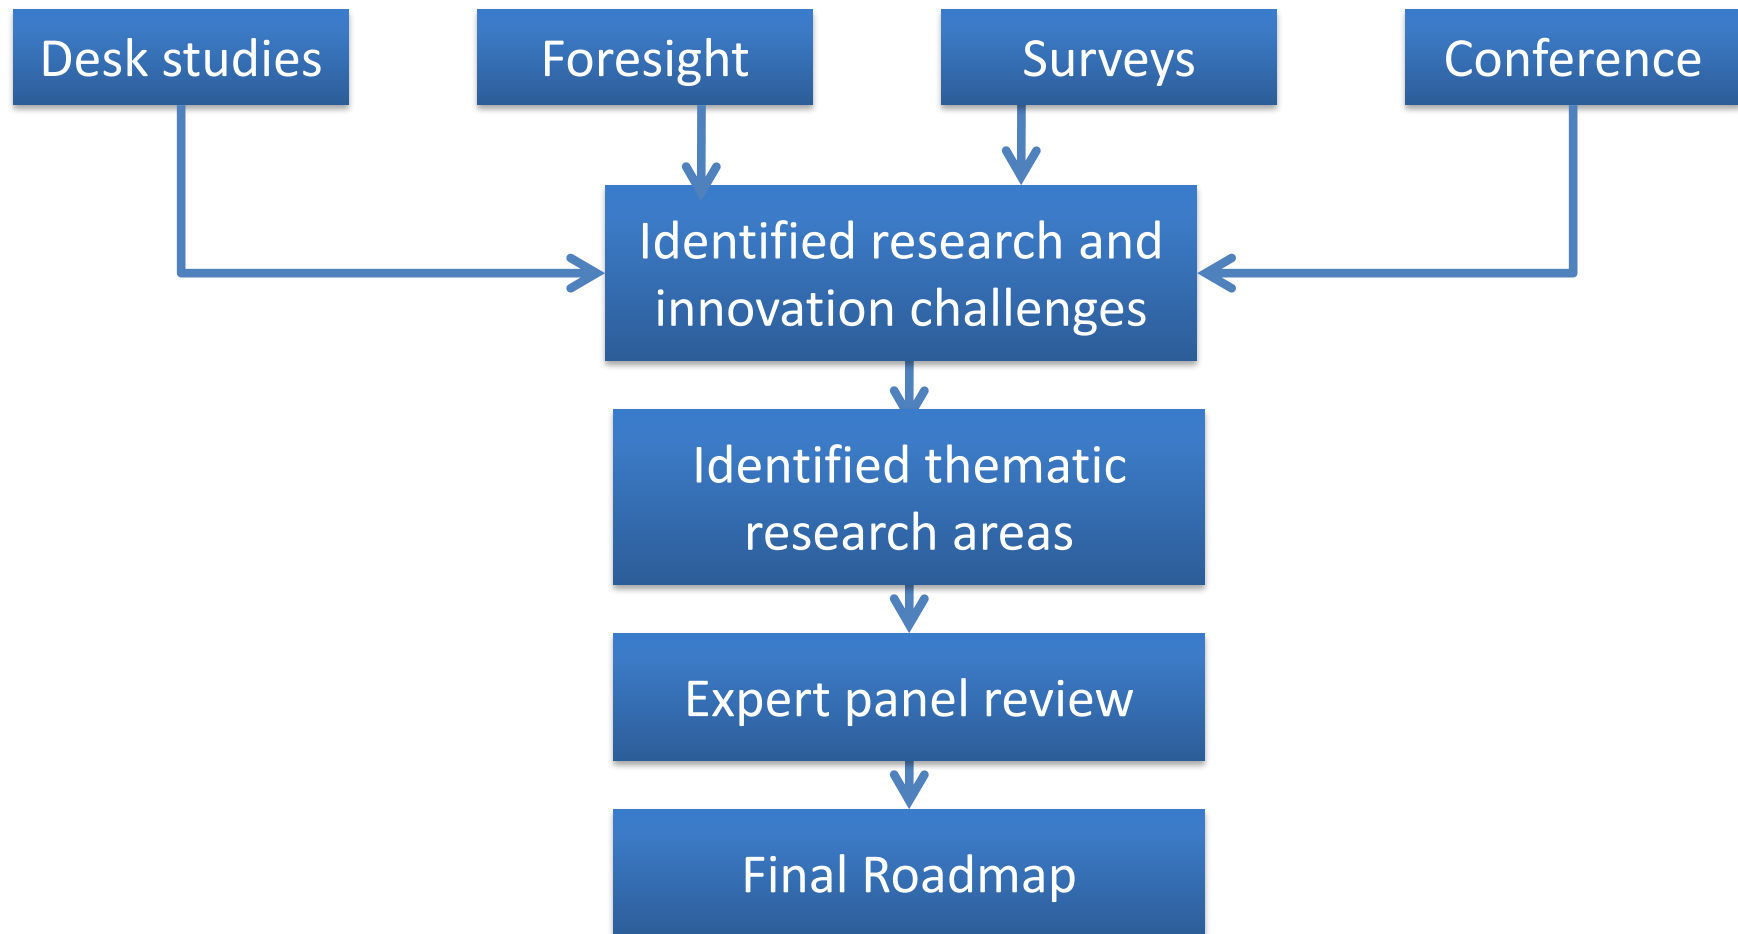 Desk studies
Foresight
Surveys
Conference
Identified research and
innovation challenges
Identified thematic
research areas
Expert panel review
Final Roadmap